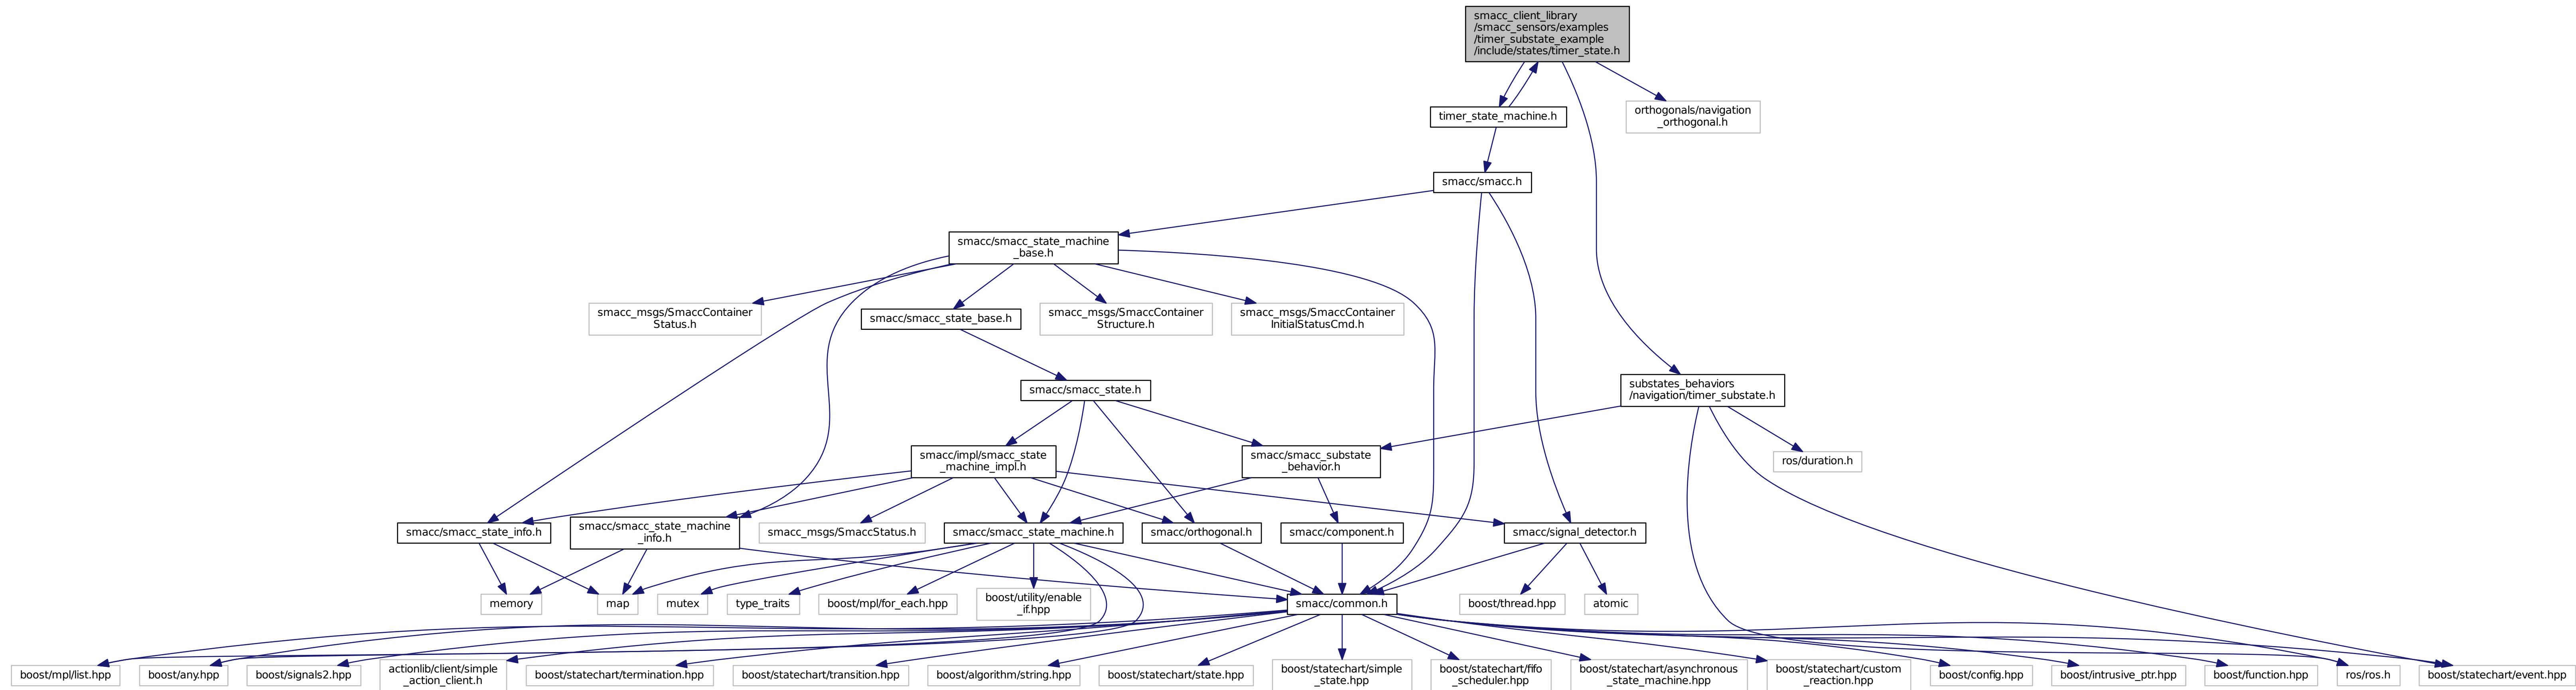 smacc_client_library
/smacc_sensors/examples
/timer_substate_example
/include/states/timer_state.h
timer_state_machine.h
orthogonals/navigation
_orthogonal.h
smacc/smacc.h
smacc/smacc_state_machine
_base.h
smacc_msgs/SmaccContainer
Status.h
smacc/smacc_state_base.h
smacc_msgs/SmaccContainer
Structure.h
smacc_msgs/SmaccContainer
InitialStatusCmd.h
smacc/smacc_state.h
substates_behaviors
/navigation/timer_substate.h
smacc/impl/smacc_state
_machine_impl.h
smacc/smacc_substate
_behavior.h
ros/duration.h
smacc/smacc_state_info.h
smacc/smacc_state_machine
_info.h
smacc_msgs/SmaccStatus.h
smacc/smacc_state_machine.h
smacc/orthogonal.h
smacc/component.h
smacc/signal_detector.h
memory
map
mutex
type_traits
boost/mpl/for_each.hpp
boost/utility/enable
_if.hpp
smacc/common.h
boost/thread.hpp
atomic
boost/mpl/list.hpp
boost/any.hpp
boost/signals2.hpp
actionlib/client/simple
_action_client.h
boost/statechart/termination.hpp
boost/statechart/transition.hpp
boost/algorithm/string.hpp
boost/statechart/state.hpp
boost/statechart/simple
_state.hpp
boost/statechart/fifo
_scheduler.hpp
boost/statechart/asynchronous
_state_machine.hpp
boost/statechart/custom
_reaction.hpp
boost/config.hpp
boost/intrusive_ptr.hpp
boost/function.hpp
ros/ros.h
boost/statechart/event.hpp